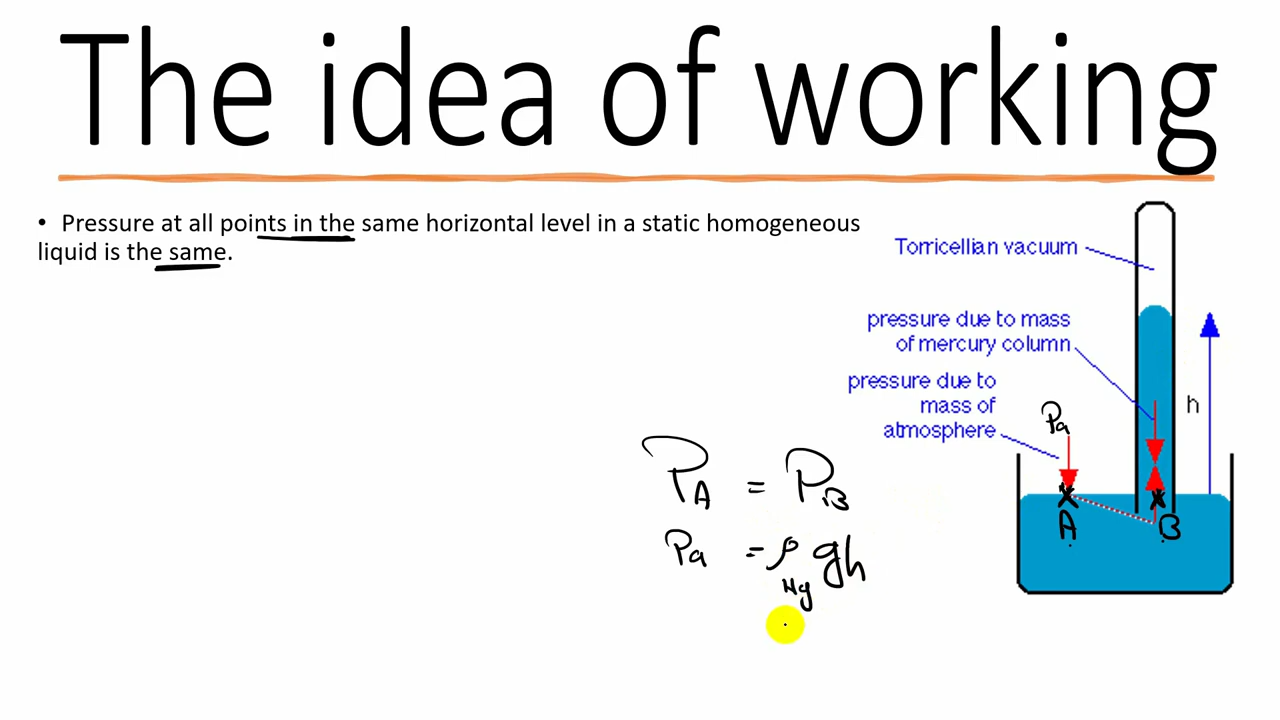 The idea of working
• Pressure at all points in the same horizontal level in a static homogeneous
liquid is the same.
Torricellian vacuum
pressure due to mass
of mercury column
pressure due to
mass of
atmosphere
h
Pa
A
B
PA = PB
Pa = ρ gh
Hg